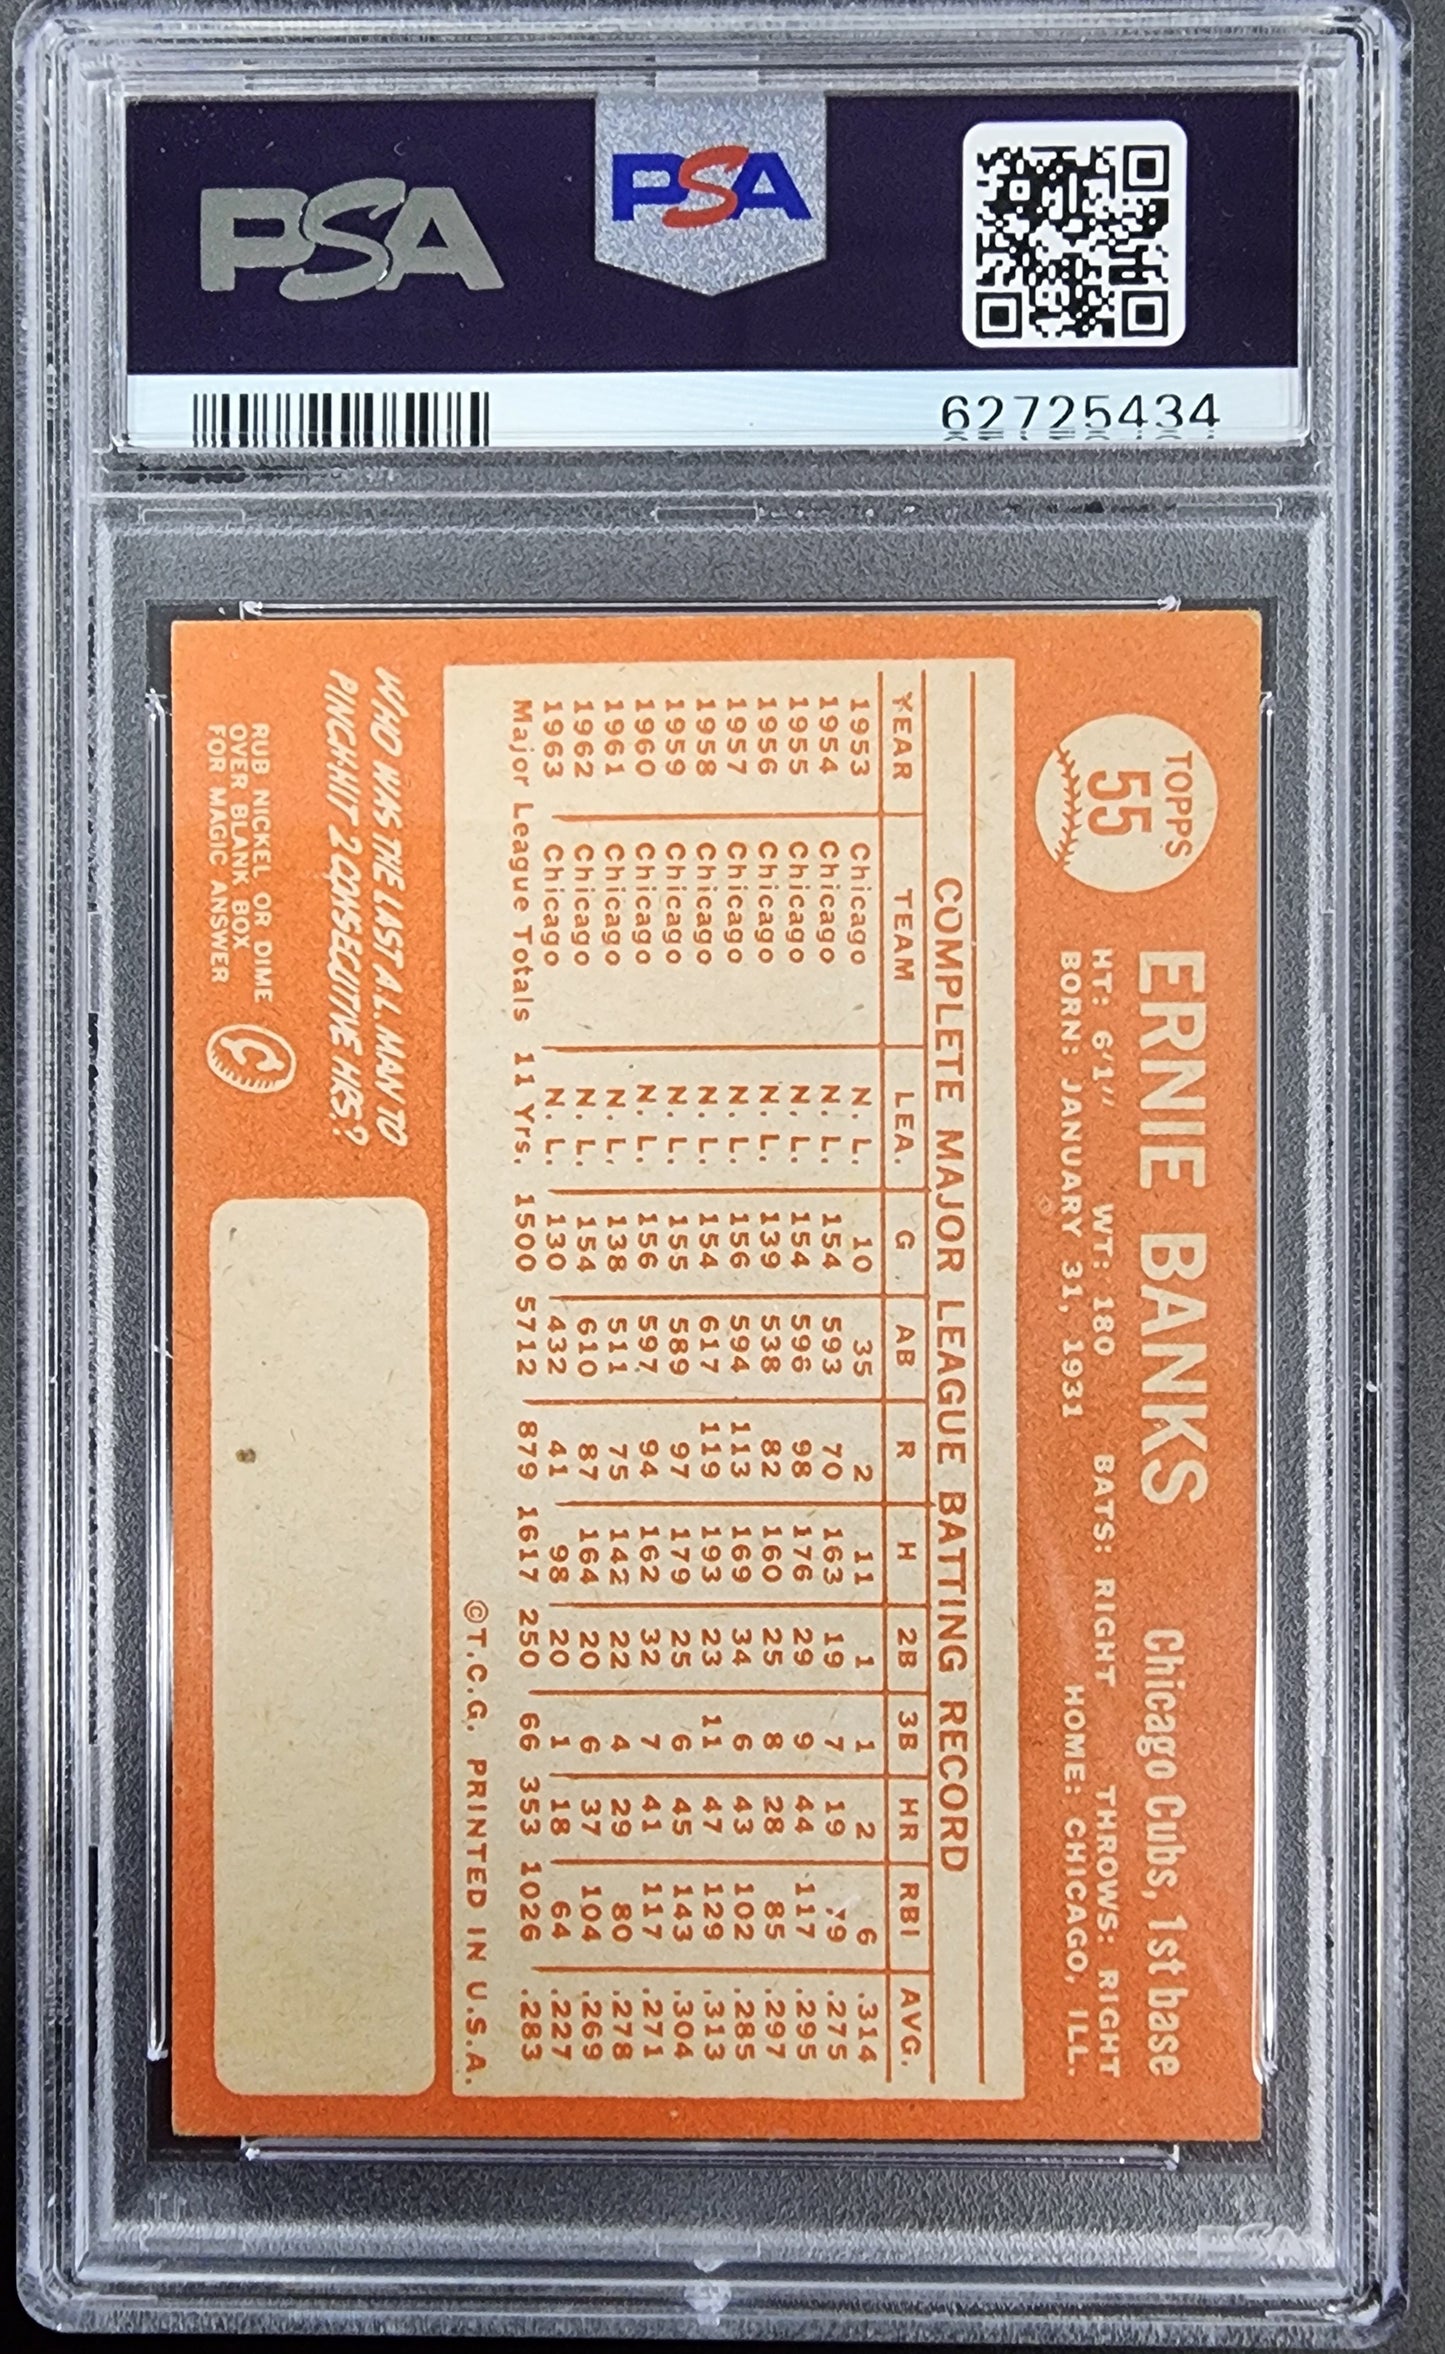 PSA
PSA
62725434
TOPPS
55
ERNIE BANKS Chicago Cubs, 1st base
HT: 6'1" WT: 180 BATS: RIGHT THROWS: RIGHT
BORN: JANUARY 31, 1931 HOME: CHICAGO, ILL.
COMPLETE MAJOR LEAGUE BATTING RECORD
YEAR TEAM LEA. G AB R H 2B 3B HR RBI AVG.
1953 Chicago N. L. 10 35 2 11 1 1 2 6 .314
1954 Chicago N. L. 154 593 70 163 19 7 19 79 .275
1955 Chicago N. L. 154 596 98 176 29 9 44 117 .295
1956 Chicago N. L. 139 538 82 160 25 8 28 85 .297
1957 Chicago N. L. 156 594 113 169 34 6 43 102 .285
1958 Chicago N. L. 154 617 119 193 23 11 47 129 .313
1959 Chicago N. L. 155 589 97 179 25 6 45 143 .304
1960 Chicago N. L. 156 597 94 162 32 7 41 117 .271
1961 Chicago N. L. 138 511 75 142 22 4 29 80 .278
1962 Chicago N. L. 154 610 87 164 20 6 37 104 .269
1963 Chicago N. L. 130 432 41 98 20 1 18 64 .227
Major League Totals 11 Yrs. 1500 5712 879 1617 250 66 353 1026 .283
©T.C.G. PRINTED IN U.S.A.
WHO WAS THE LAST A.L. MAN TO
PINCH-HIT 2 CONSECUTIVE HRS.?
RUB NICKEL OR DIME
OVER BLANK BOX
FOR MAGIC ANSWER
C
PSA